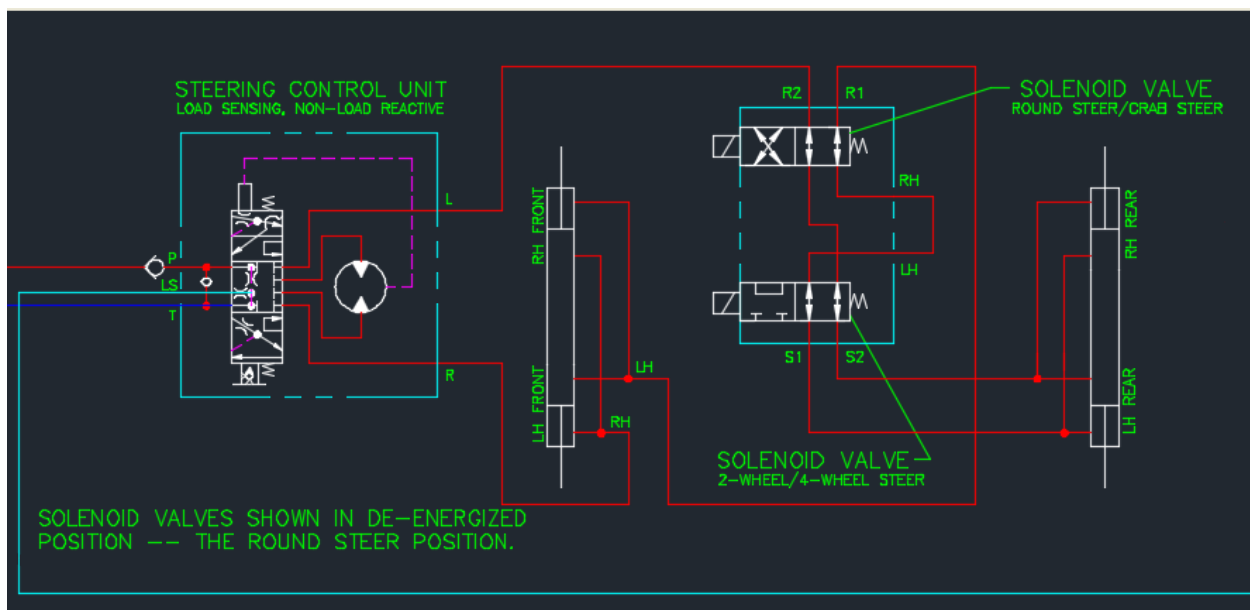 STEERING CONTROL UNIT
LOAD SENSING, NON-LOAD REACTIVE
SOLENOID VALVE
ROUND STEER/CRAB STEER
R2
R1
L
RH
LH
P
LS
T
R
RH FRONT
LH FRONT
LH
RH
S1
S2
RH REAR
LH REAR
SOLENOID VALVE
2-WHEEL/4-WHEEL STEER
SOLENOID VALVES SHOWN IN DE-ENERGIZED
POSITION -- THE ROUND STEER POSITION.